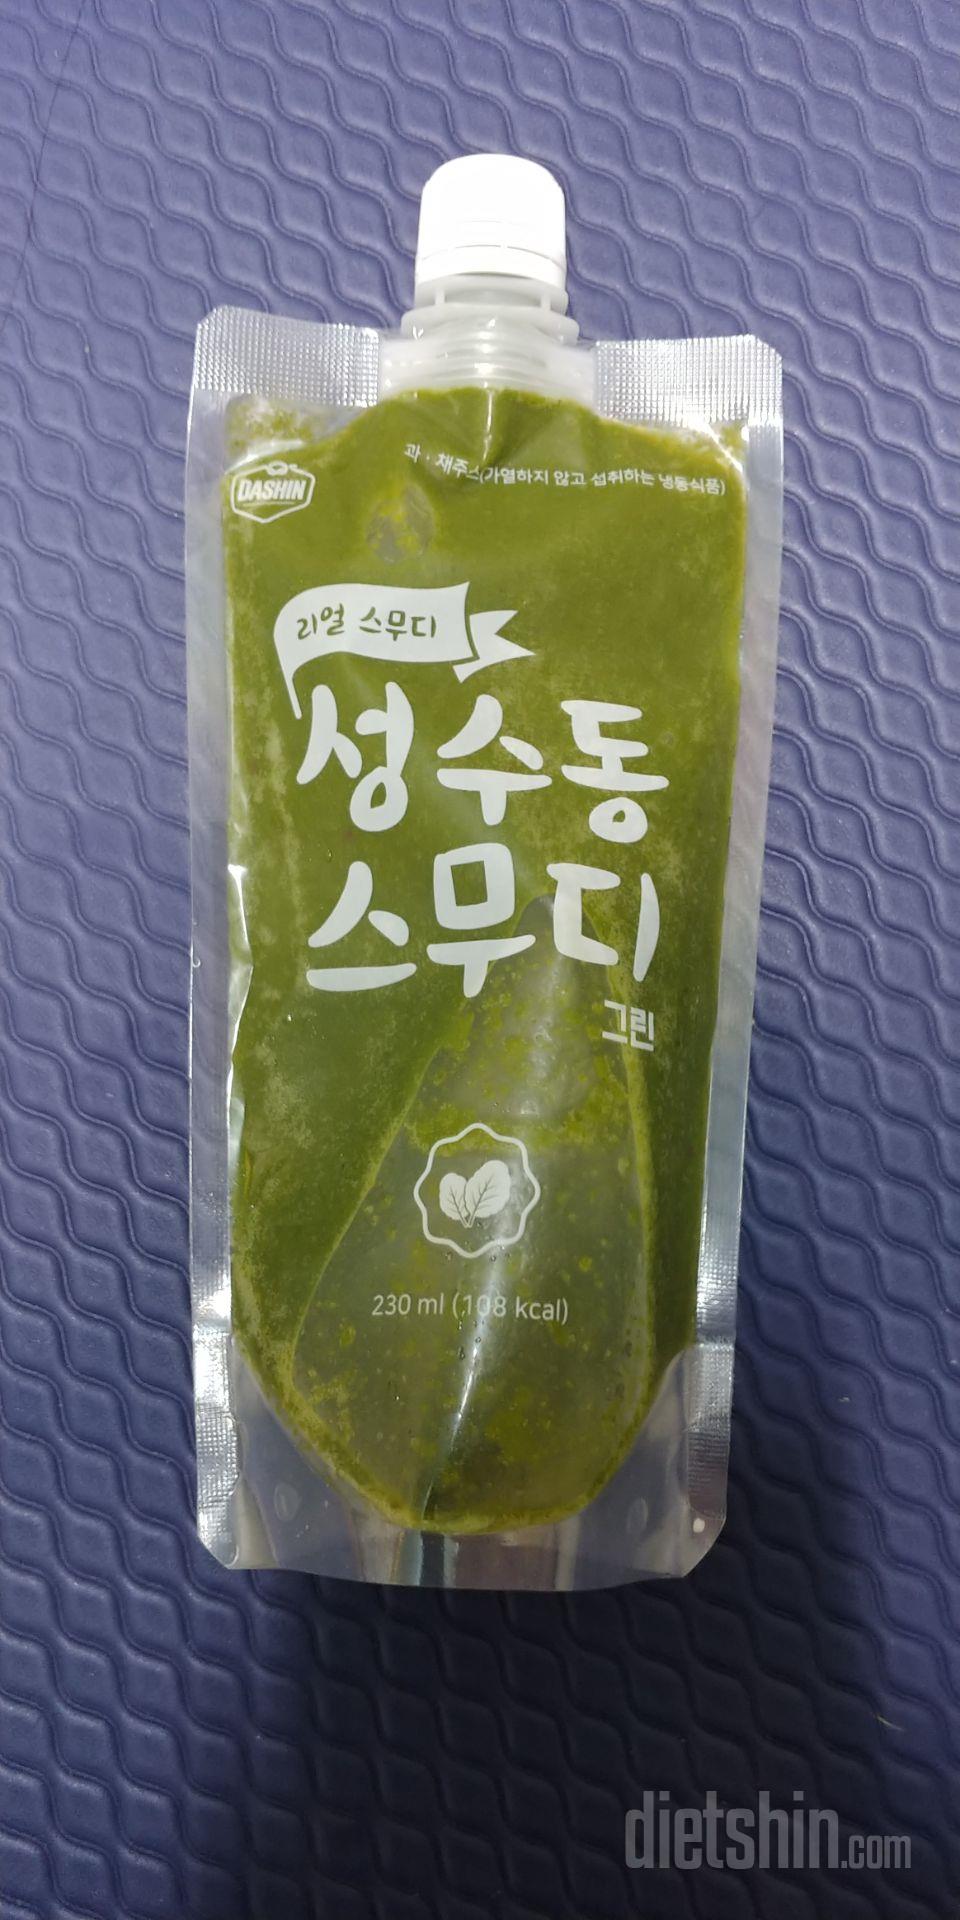 과 · 채주스(가열하지 않고 섭취하는 냉동식품)
DASHIN
리얼 스무디
성수동
스무디
그린
230 ml (108 kcal)
dietshin.com